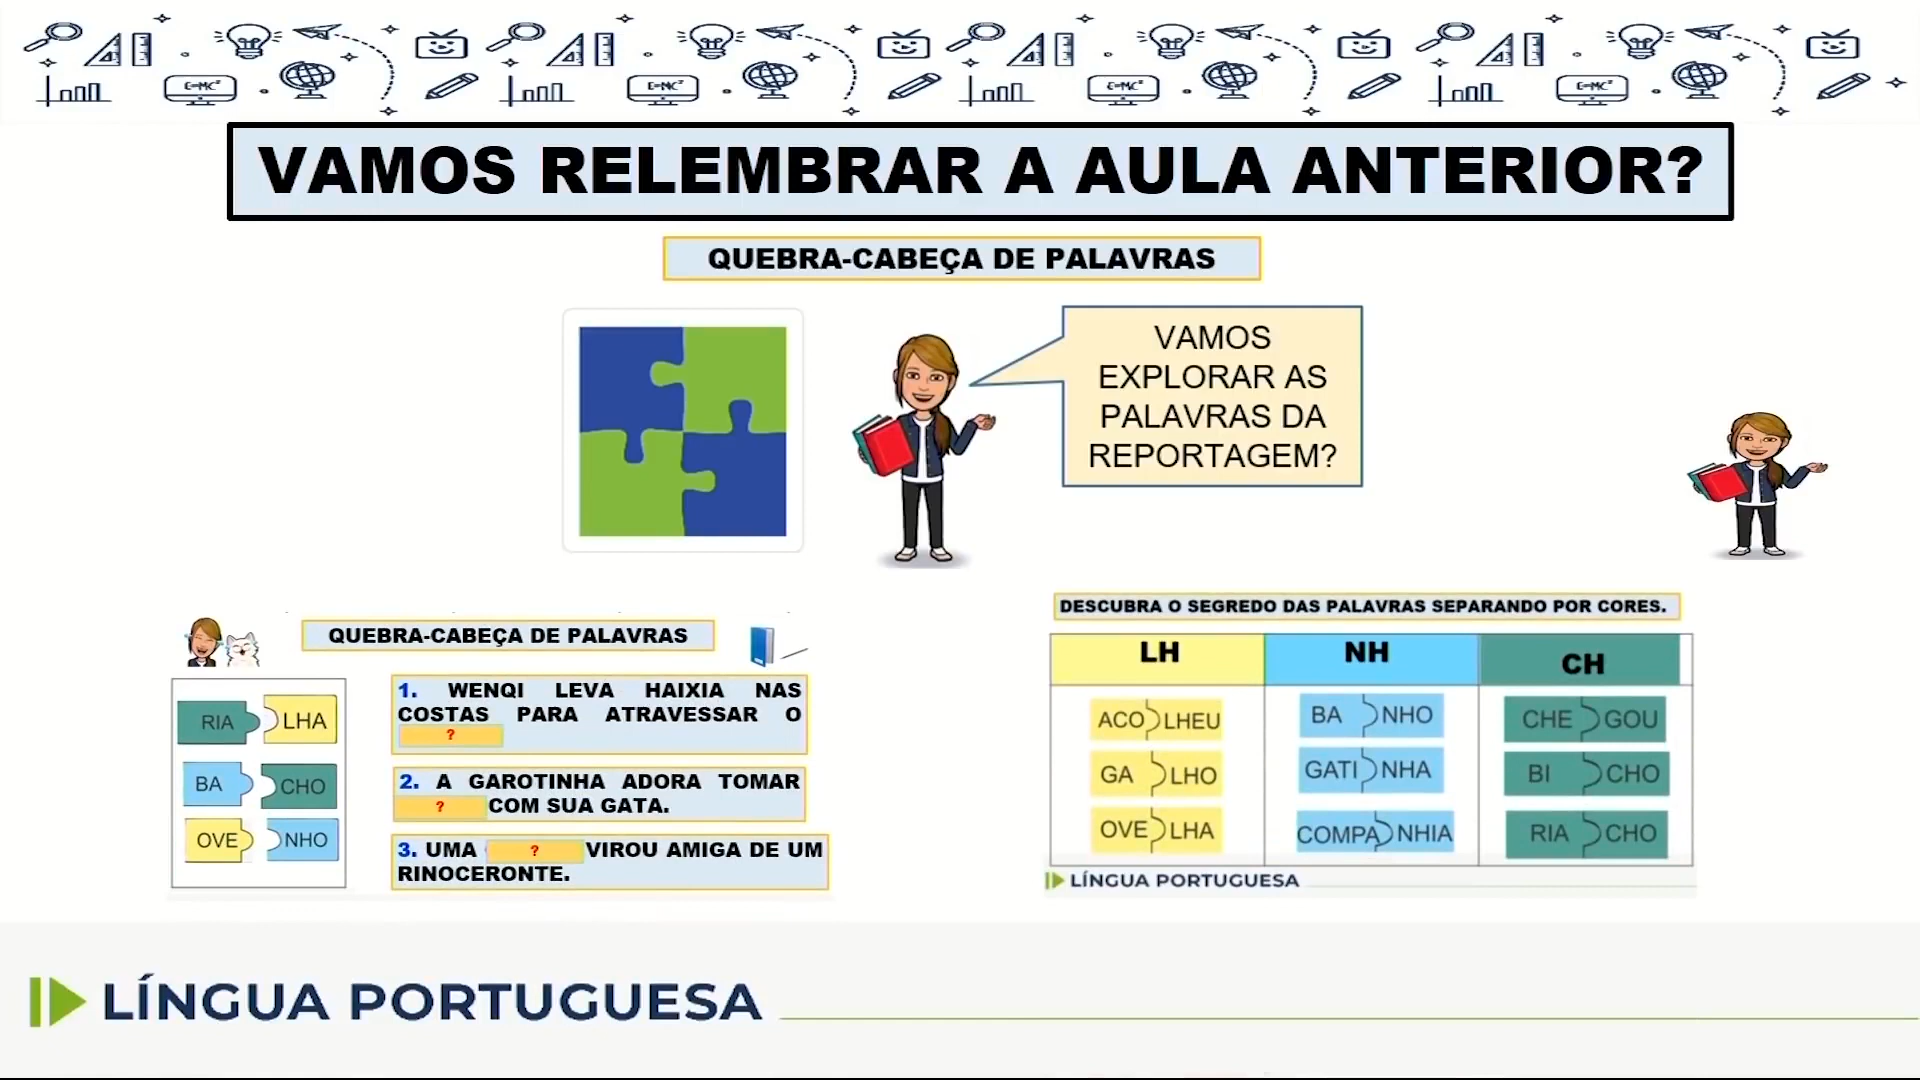 E=MC²
E=MC²
E=MC²
E=MC²
VAMOS RELEMBRAR A AULA ANTERIOR?
QUEBRA-CABEÇA DE PALAVRAS
VAMOS
EXPLORAR AS
PALAVRAS DA
REPORTAGEM?
QUEBRA-CABEÇA DE PALAVRAS
RIA LHA
BA CHO
OVE NHO
1. WENQI LEVA HAIXIA NAS
COSTAS PARA ATRAVESSAR O
?
2. A GAROTINHA ADORA TOMAR
? COM SUA GATA.
3. UMA ? VIROU AMIGA DE UM
RINOCERONTE.
DESCUBRA O SEGREDO DAS PALAVRAS SEPARANDO POR CORES.
LH NH CH
ACO LHEU BA NHO CHE GOU
GA LHO GATI NHA BI CHO
OVE LHA COMPA NHIA RIA CHO
LÍNGUA PORTUGUESA
LÍNGUA PORTUGUESA